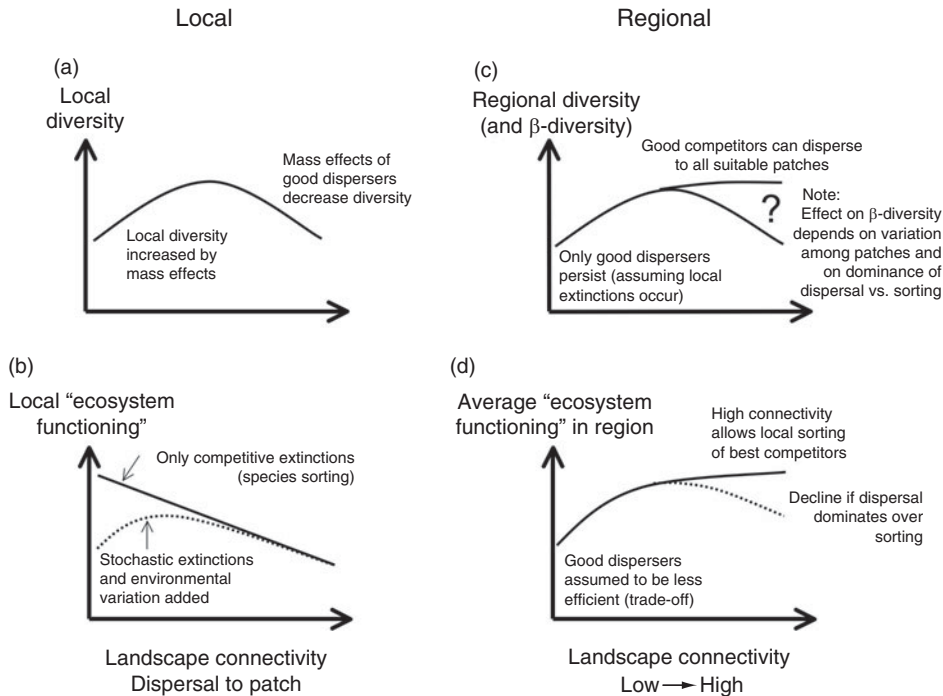 Local
Regional
(a)
Local
diversity
Mass effects of
good dispersers
decrease diversity
Local diversity
increased by
mass effects
(c)
Regional diversity
(and β-diversity)
Good competitors can disperse
to all suitable patches
?
Note:
Effect on β-diversity
depends on variation
among patches and
on dominance of
dispersal vs. sorting
Only good dispersers
persist (assuming local
extinctions occur)
(b)
Local “ecosystem
functioning”
Only competitive extinctions
(species sorting)
Stochastic extinctions
and environmental
variation added
Landscape connectivity
Dispersal to patch
(d)
Average “ecosystem
functioning” in region
High connectivity
allows local sorting
of best competitors
Decline if dispersal
dominates over
sorting
Good dispersers
assumed to be less
efficient (trade-off)
Landscape connectivity
Low → High